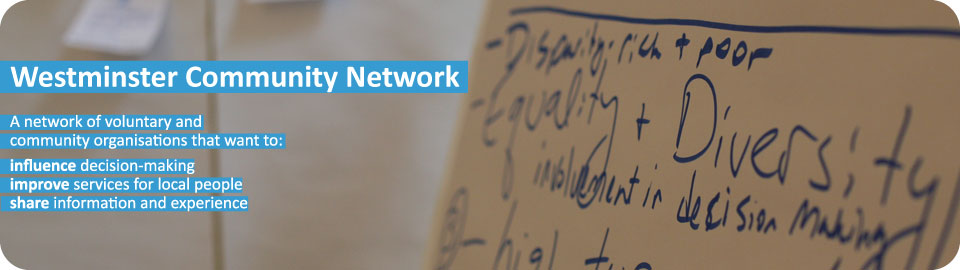 Westminster Community Network
A network of voluntary and
community organisations that want to:
influence decision-making
improve services for local people
share information and experience
- Disparity; rich + poor
- Equality + Diversity
of involvement in decision making